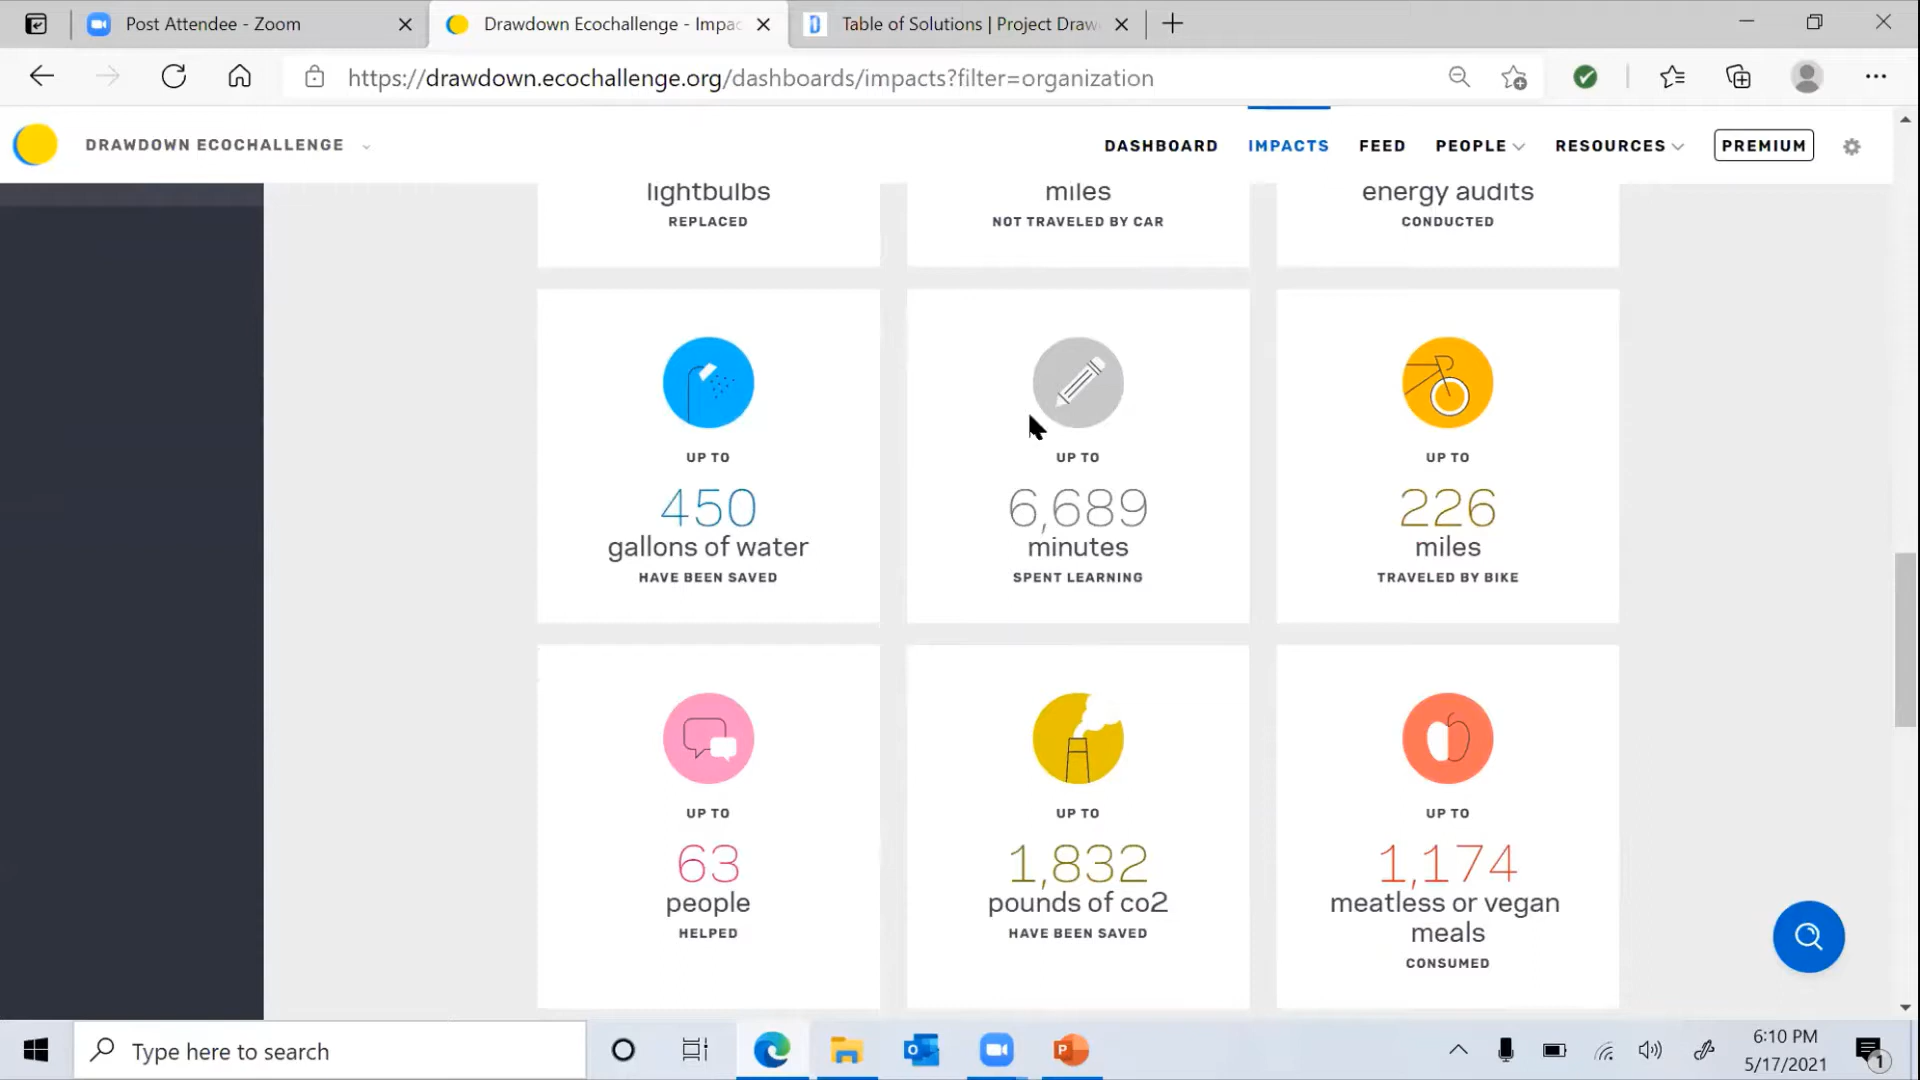 Post Attendee - Zoom
Drawdown Ecochallenge - Impac
Table of Solutions | Project Draw
https://drawdown.ecochallenge.org/dashboards/impacts?filter=organization
DRAWDOWN ECOCHALLENGE
DASHBOARD
IMPACTS
FEED
PEOPLE
RESOURCES
PREMIUM
lightbulbs
REPLACED
miles
NOT TRAVELED BY CAR
energy audits
CONDUCTED
UP TO
450
gallons of water
HAVE BEEN SAVED
UP TO
6,689
minutes
SPENT LEARNING
UP TO
226
miles
TRAVELED BY BIKE
UP TO
63
people
HELPED
UP TO
1,832
pounds of co2
HAVE BEEN SAVED
UP TO
1,174
meatless or vegan
meals
CONSUMED
Type here to search
6:10 PM
5/17/2021
1